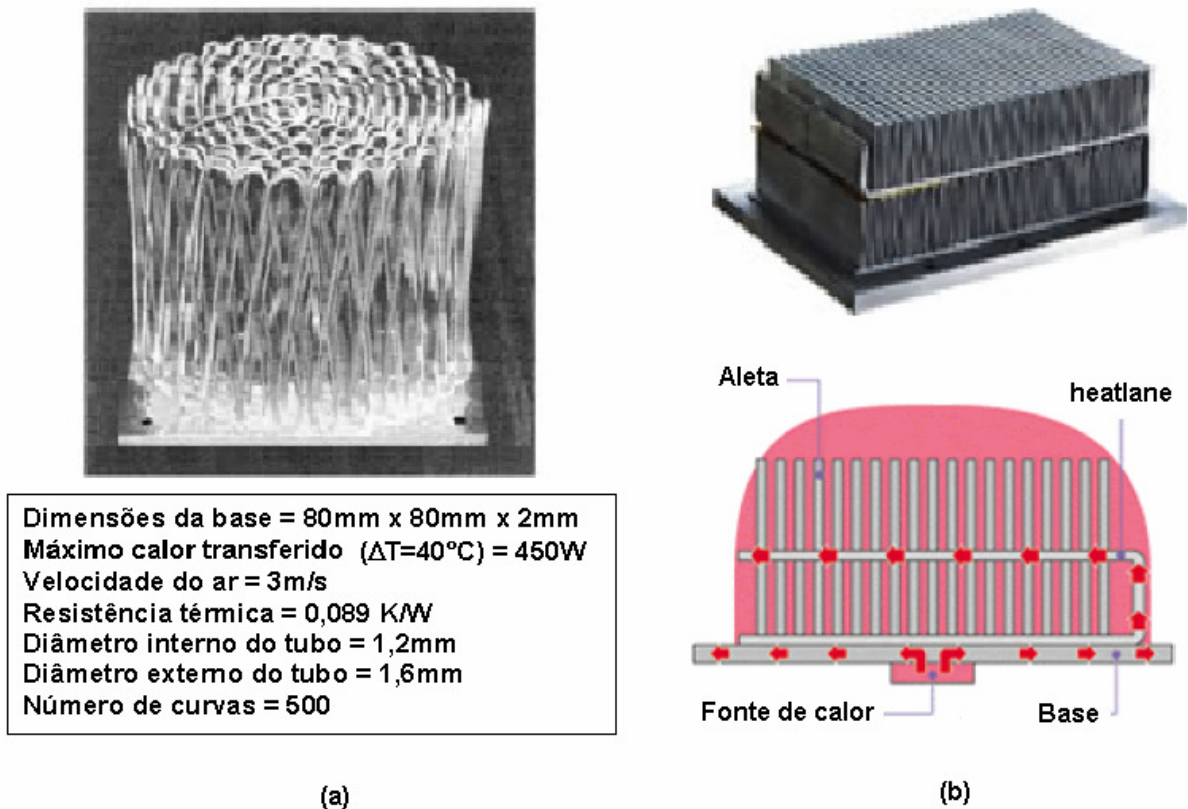 Dimensões da base = 80mm x 80mm x 2mm
Máximo calor transferido (ΔT=40°C) = 450W
Velocidade do ar = 3m/s
Resistência térmica = 0,089 K/W
Diâmetro interno do tubo = 1,2mm
Diâmetro externo do tubo = 1,6mm
Número de curvas = 500
(a)
Aleta
heatlane
Fonte de calor
Base
(b)